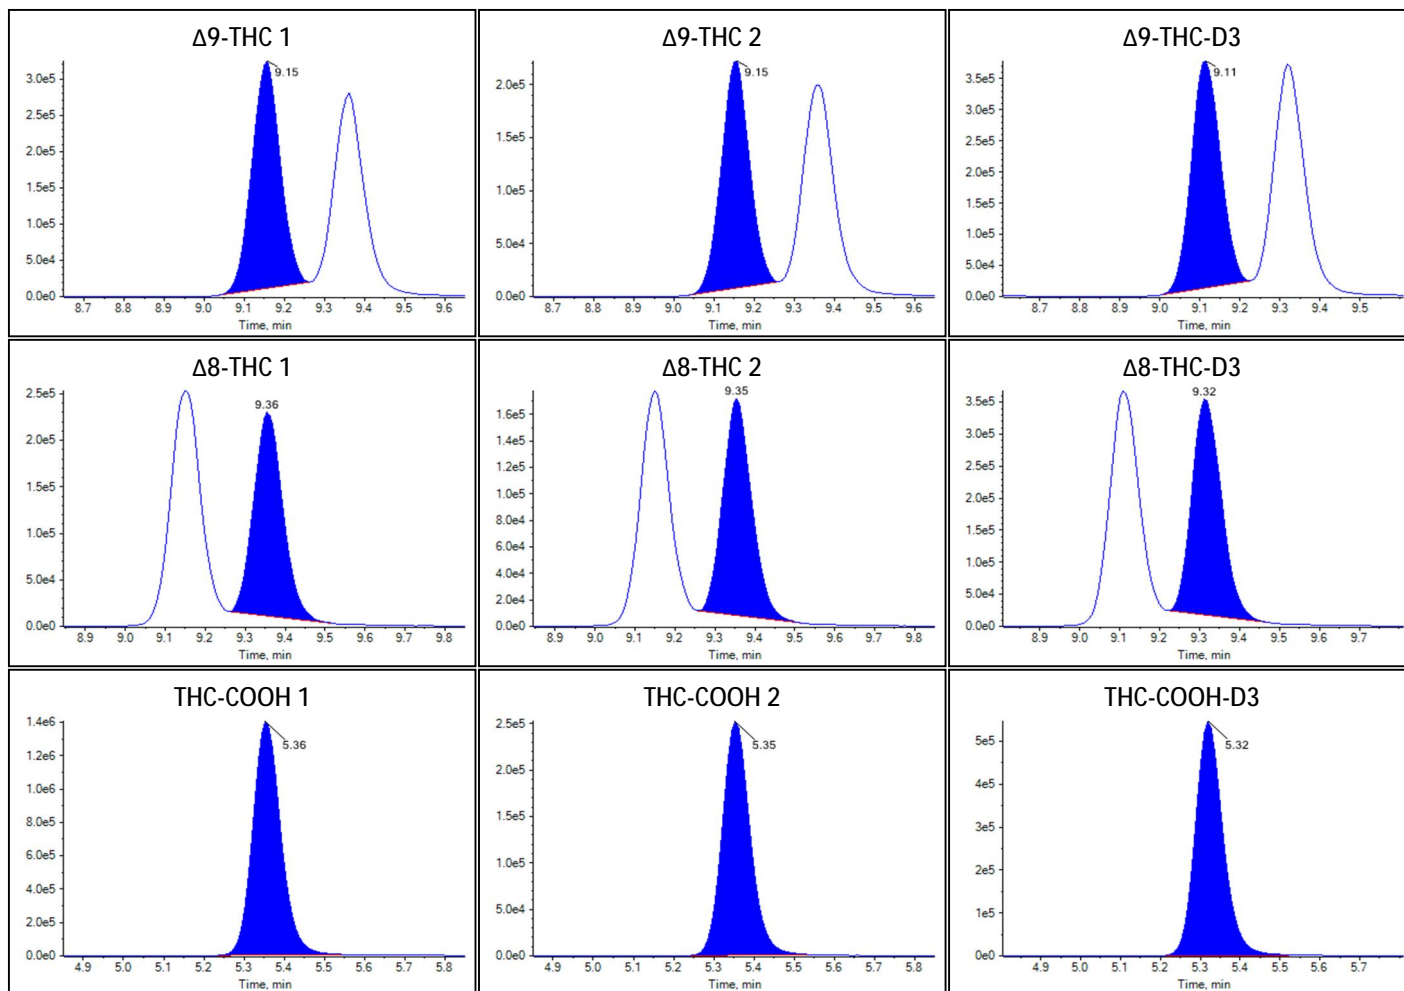 Δ9-THC 1
3.0e5
2.5e5
2.0e5
1.5e5
1.0e5
5.0e4
0.0e0
9.15
8.7 8.8 8.9 9.0 9.1 9.2 9.3 9.4 9.5 9.6
Time, min
Δ9-THC 2
2.0e5
1.5e5
1.0e5
5.0e4
0.0e0
9.15
8.7 8.8 8.9 9.0 9.1 9.2 9.3 9.4 9.5 9.6
Time, min
Δ9-THC-D3
3.5e5
3.0e5
2.5e5
2.0e5
1.5e5
1.0e5
5.0e4
0.0e0
9.11
8.7 8.8 8.9 9.0 9.1 9.2 9.3 9.4 9.5
Time, min
Δ8-THC 1
2.5e5
2.0e5
1.5e5
1.0e5
5.0e4
0.0e0
9.36
8.9 9.0 9.1 9.2 9.3 9.4 9.5 9.6 9.7 9.8
Time, min
Δ8-THC 2
1.6e5
1.4e5
1.2e5
1.0e5
8.0e4
6.0e4
4.0e4
2.0e4
0.0e0
9.35
8.9 9.0 9.1 9.2 9.3 9.4 9.5 9.6 9.7 9.8
Time, min
Δ8-THC-D3
3.5e5
3.0e5
2.5e5
2.0e5
1.5e5
1.0e5
5.0e4
0.0e0
9.32
8.9 9.0 9.1 9.2 9.3 9.4 9.5 9.6 9.7
Time, min
THC-COOH 1
1.4e6
1.2e6
1.0e6
8.0e5
6.0e5
4.0e5
2.0e5
0.0e0
5.36
4.9 5.0 5.1 5.2 5.3 5.4 5.5 5.6 5.7 5.8
Time, min
THC-COOH 2
2.5e5
2.0e5
1.5e5
1.0e5
5.0e4
0.0e0
5.35
4.9 5.0 5.1 5.2 5.3 5.4 5.5 5.6 5.7 5.8
Time, min
THC-COOH-D3
5e5
4e5
3e5
2e5
1e5
0e0
5.32
4.9 5.0 5.1 5.2 5.3 5.4 5.5 5.6 5.7
Time, min